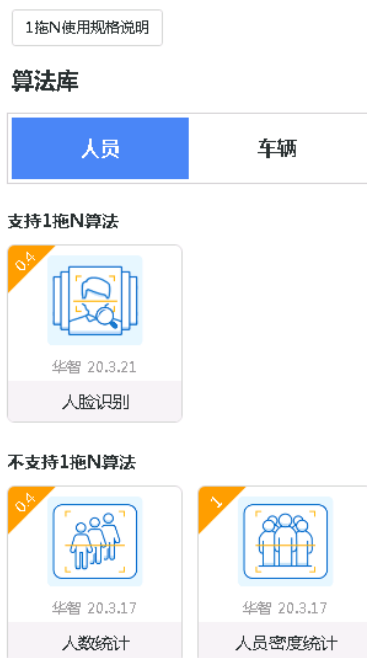 1拖N使用规格说明
算法库
人员 车辆
支持1拖N算法
0.4
华智 20.3.21
人脸识别
不支持1拖N算法
0.4
华智 20.3.17
人数统计
1
华智 20.3.17
人员密度统计